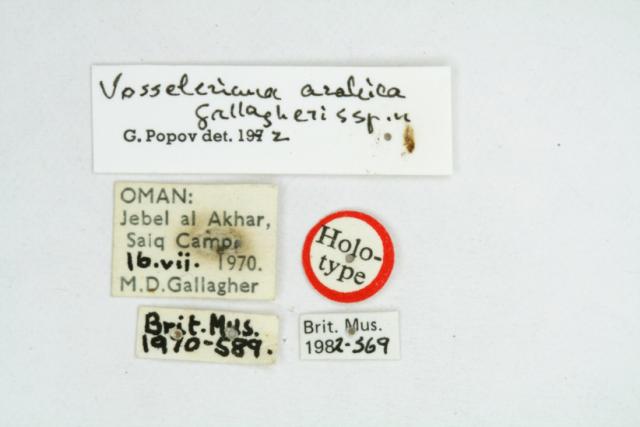 Vosseleriana arabica
gallagheri ssp. n
G. Popov det. 1972
OMAN:
Jebel al Akhar,
Saiq Camp.
16.vij. 1970.
M.D.Gallagher
Holo-
type
Brit. Mus.
1970-589.
Brit. Mus.
1982-369